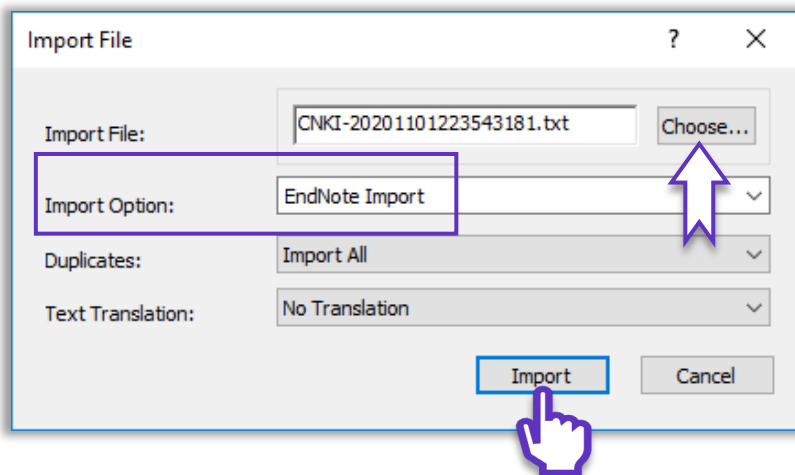 Import File
?
Import File:
CNKI-20201101223543181.txt
Choose...
Import Option:
EndNote Import
Duplicates:
Import All
Text Translation:
No Translation
Import
Cancel